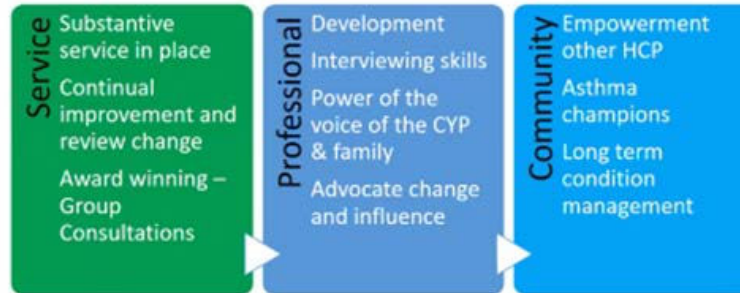 Service
Substantive
service in place
Continual
improvement and
review change
Award winning –
Group
Consultations
Professional
Development
Interviewing skills
Power of the
voice of the CYP
& family
Advocate change
and influence
Community
Empowerment
other HCP
Asthma
champions
Long term
condition
management